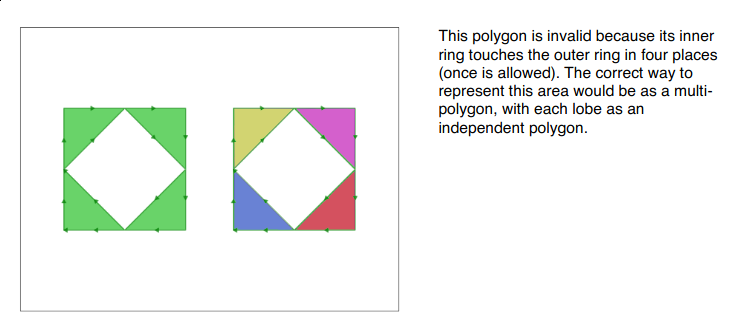 This polygon is invalid because its inner
ring touches the outer ring in four places
(once is allowed). The correct way to
represent this area would be as a multi-
polygon, with each lobe as an
independent polygon.